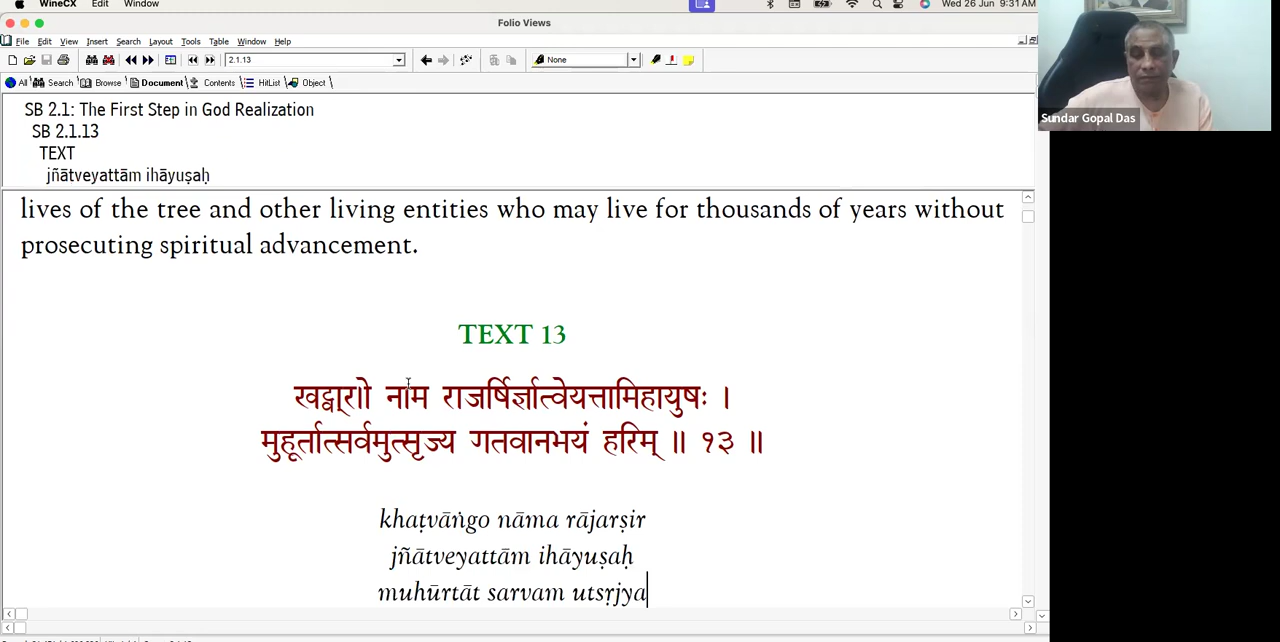 WineCX Edit Window Wed 26 Jun 9:31 AM
Folio Views
File Edit View Insert Search Layout Tools Table Window Help
2.1.13 None
All Search Browse Document Contents HitList Object
Sundar Gopal Das
SB 2.1: The First Step in God Realization
SB 2.1.13
TEXT
jñātveyattām ihāyuṣaḥ
lives of the tree and other living entities who may live for thousands of years without
prosecuting spiritual advancement.
TEXT 13
नाम राजर्षिर्ज्ञात्वेयत्तामिहायुषः ।
मुहूर्तात्सर्वमुत्सृज्य गतवानभयं हरिम् ॥ १३ ॥
khaṭvāṅgo nāma rājarṣir
jñātveyattām ihāyuṣaḥ
muhūrtāt sarvam utsṛjya